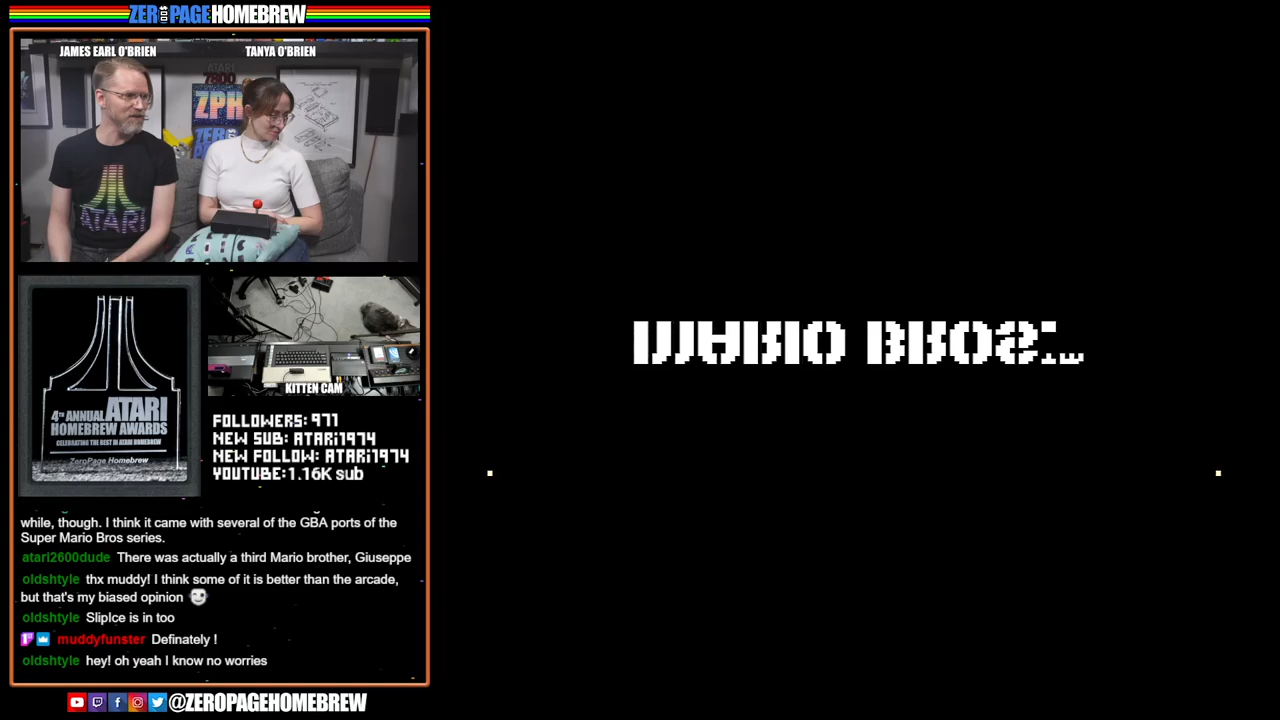 ZEROPAGE HOMEBREW
JAMES EARL O'BRIEN
TANYA O'BRIEN
ATARI
7800
ZPH
ATARI
4TH ANNUAL ATARI
HOMEBREW AWARDS
CELEBRATING THE BEST IN ATARI HOMEBREW
ZeroPage Homebrew
KITTEN CAM
FOLLOWERS: 971
NEW SUB: ATARI1974
NEW FOLLOW: ATARI1974
YOUTUBE:1.16K sub
while, though. I think it came with several of the GBA ports of the
Super Mario Bros series.
atari2600dude There was actually a third Mario brother, Giuseppe
oldshtyle thx muddy! I think some of it is better than the arcade,
but that's my biased opinion
oldshtyle SlipIce is in too
muddyfunster Definately !
oldshtyle hey! oh yeah I know no worries
@ZEROPAGEHOMEBREW
BROS.